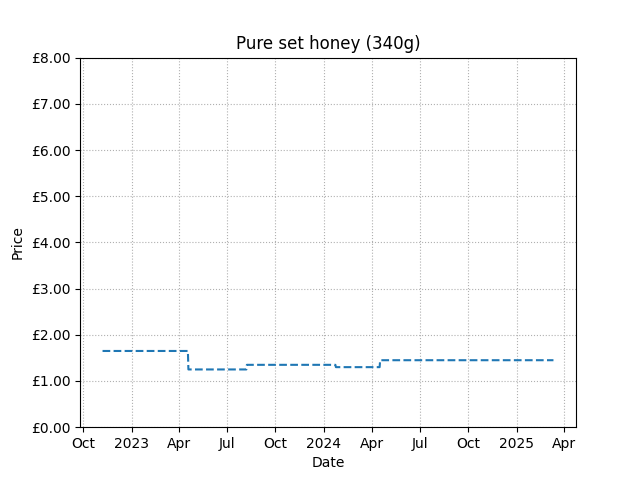 Pure set honey (340g)
£8.00
£7.00
£6.00
£5.00
£4.00
£3.00
£2.00
£1.00
£0.00
Price
Oct 2023 Apr Jul Oct 2024 Apr Jul Oct 2025 Apr
Date